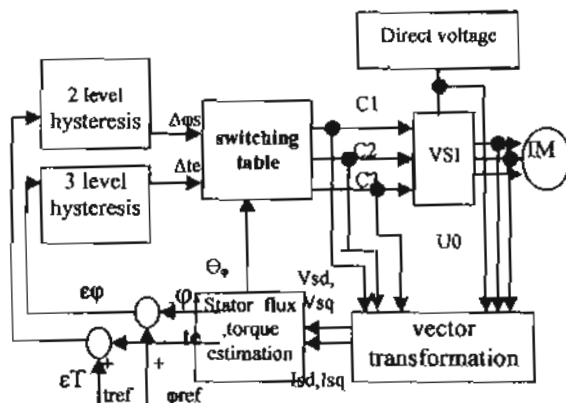 Direct voltage
2 level
hysteresis
Δφs
switching
table
C1
C2
C3
VSI
IM
3 level
hysteresis
Δte
U0
Θφ
Vsd,
Vsq
εφ
φ
Stator flux
,torque
estimation
te
vector
transformation
Isd,Isq
εT
tref
+
φref
+